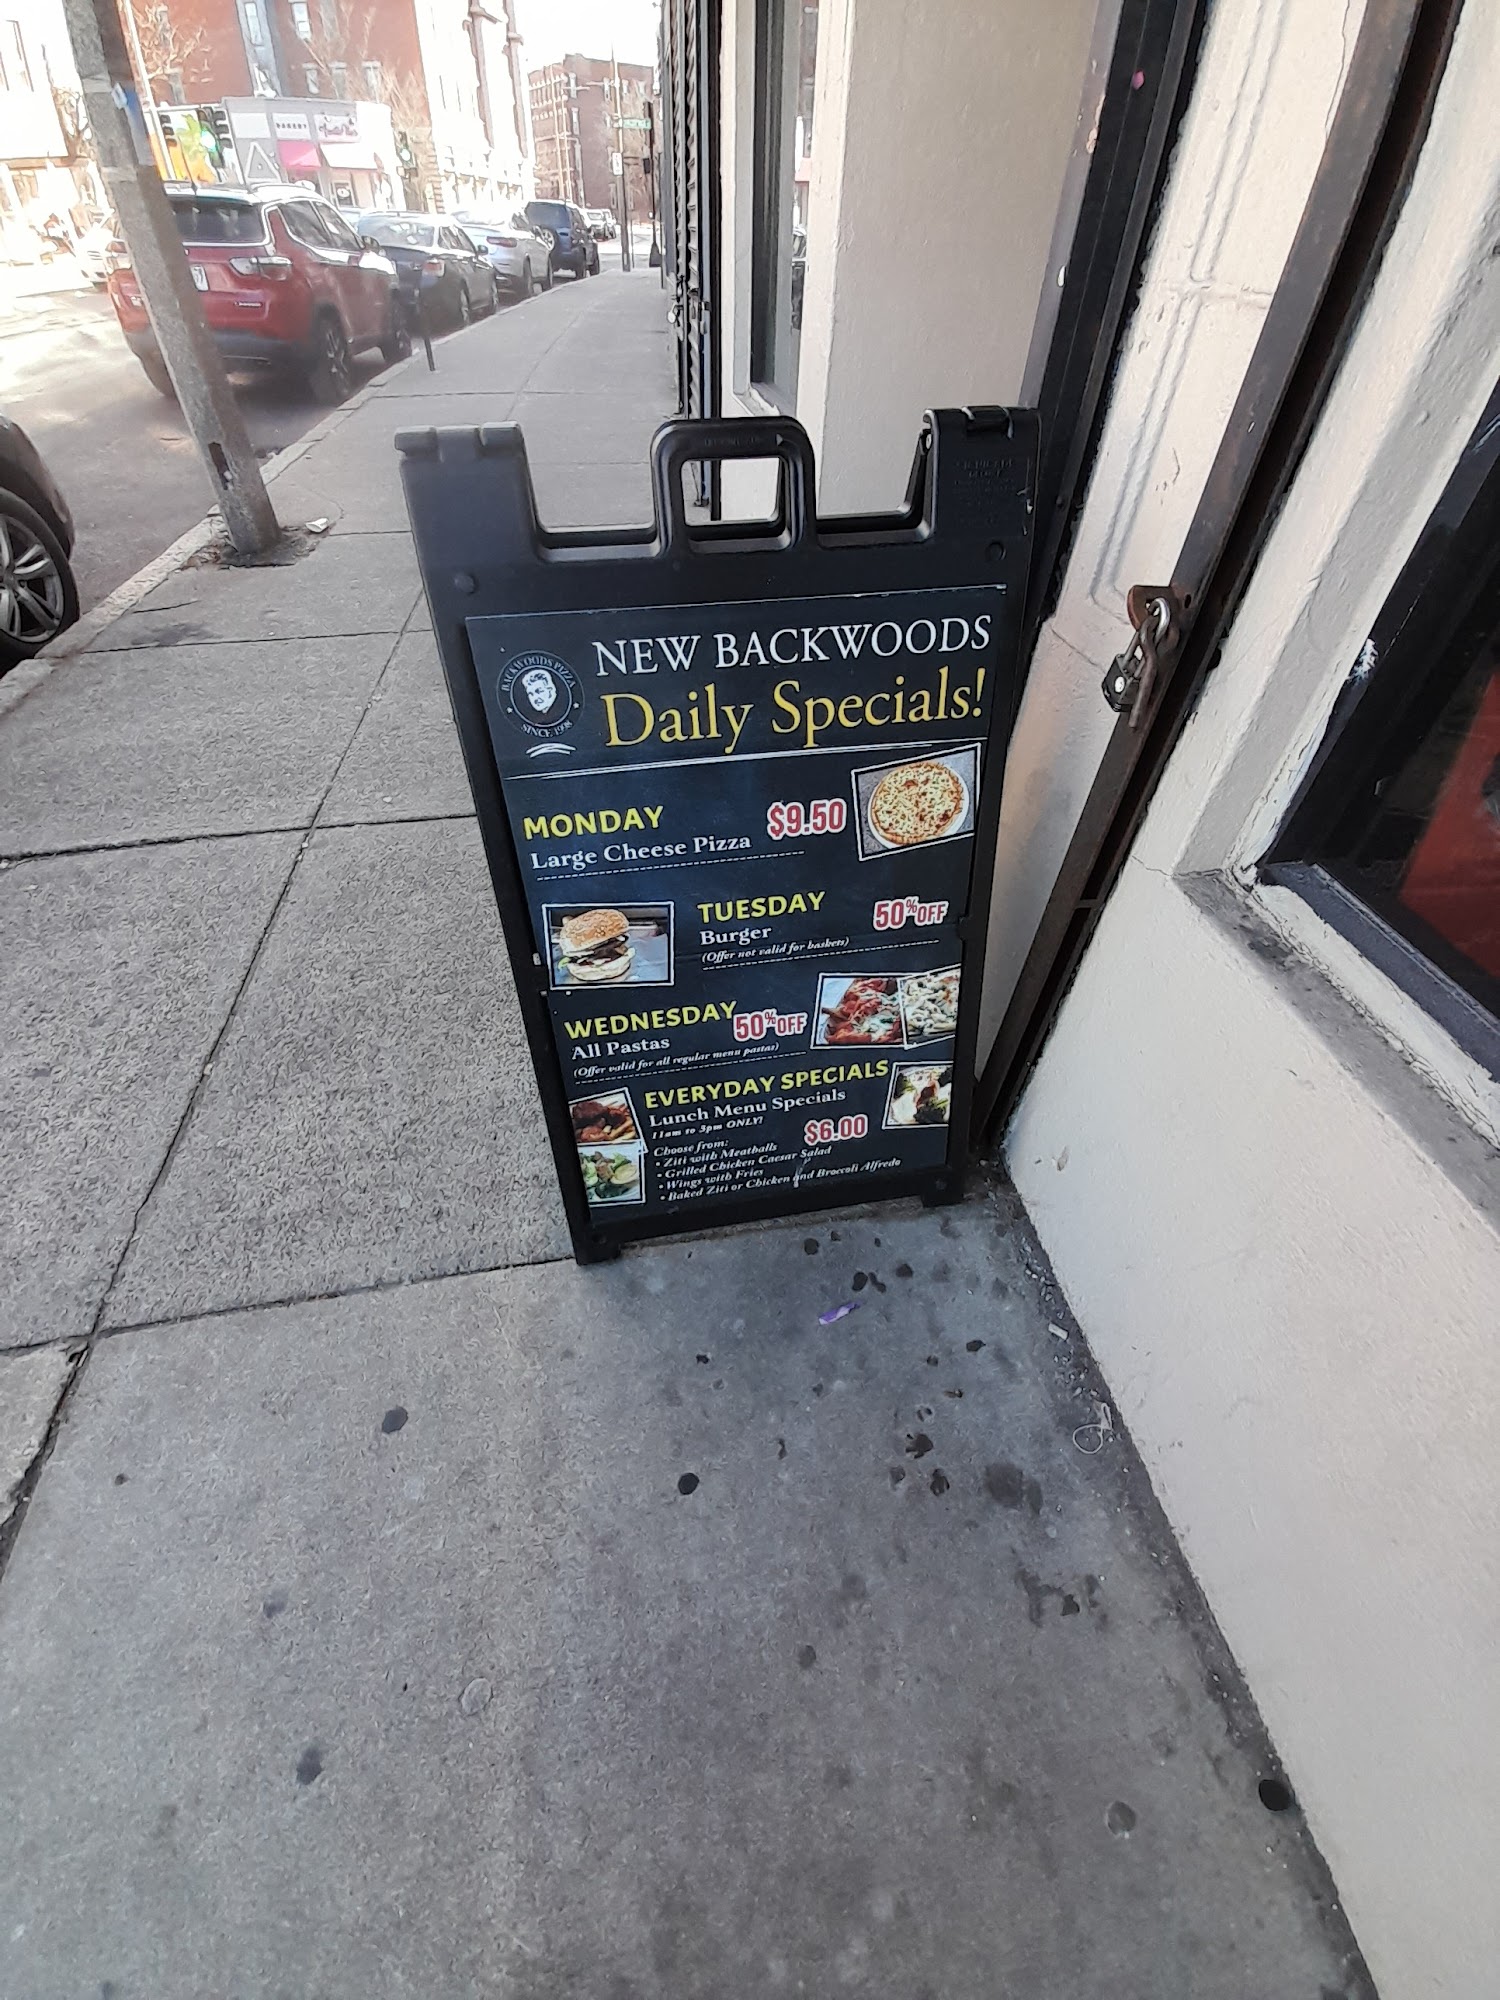 BAKERY
BACKWOODS PIZZA
SINCE 1998
NEW BACKWOODS
Daily Specials!
MONDAY
$9.50
Large Cheese Pizza
TUESDAY
50% OFF
Burger
(Offer not valid for baskets)
WEDNESDAY
50% OFF
All Pastas
(Offer valid for all regular menu pastas)
EVERYDAY SPECIALS
Lunch Menu Specials
11am to 3pm ONLY!
$6.00
Choose from:
• Ziti with Meatballs
• Grilled Chicken Caesar Salad
• Wings with Fries
• Baked Ziti or Chicken and Broccoli Alfredo